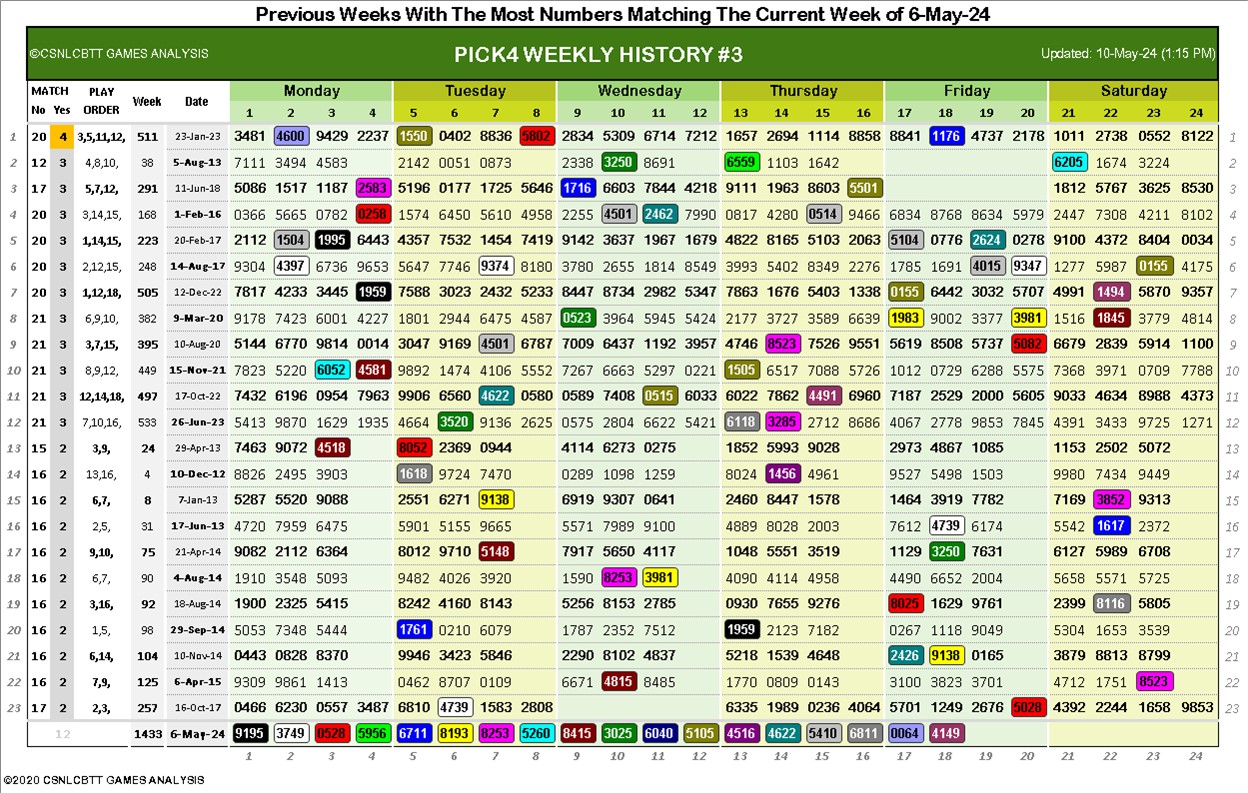 Previous Weeks With The Most Numbers Matching The Current Week of 6-May-24
©CSNLCBTT GAMES ANALYSIS PICK4 WEEKLY HISTORY #3 Updated: 10-May-24 (1:15 PM)
MATCH PLAY Week Date Monday Tuesday Wednesday Thursday Friday Saturday
No Yes ORDER 1 2 3 4 5 6 7 8 9 10 11 12 13 14 15 16 17 18 19 20 21 22 23 24
1 20 4 3,5,11,12, 511 23-Jan-23 3481 4600 9429 2237 1550 0402 8836 5802 2834 5309 6714 7212 1657 2694 1114 8858 8841 1176 4737 2178 1011 2738 0552 8122 1
2 12 3 4,8,10, 38 5-Aug-13 7111 3494 4583 2142 0051 0873 2338 3250 8691 6559 1103 1642 6205 1674 3224 2
3 17 3 5,7,12, 291 11-Jun-18 5086 1517 1187 2583 5196 0177 1725 5646 1716 6603 7844 4218 9111 1963 8603 5501 1812 5767 3625 8530 3
4 20 3 3,14,15, 168 1-Feb-16 0366 5665 0782 0258 1574 6450 5610 4958 2255 4501 2462 7990 0817 4280 0514 9466 6834 8768 8634 5979 2447 7308 4211 8102 4
5 20 3 1,14,15, 223 20-Feb-17 2112 1504 1995 6443 4357 7532 1454 7419 9142 3637 1967 1679 4822 8165 5103 2063 5104 0776 2624 0278 9100 4372 8404 0034 5
6 20 3 2,12,15, 248 14-Aug-17 9304 4397 6736 9653 5647 7746 9374 8180 3780 2655 1814 8549 3993 5402 8349 2276 1785 1691 4015 9347 1277 5987 0155 4175 6
7 20 3 1,12,18, 505 12-Dec-22 7817 4233 3445 1959 7588 3023 2432 5233 8447 8734 2982 5347 7863 1676 5403 1338 0155 6442 3032 5707 4991 1494 5870 9357 7
8 21 3 6,9,10, 382 9-Mar-20 9178 7423 6001 4227 1801 2944 6475 4587 0523 3964 5945 5424 2177 3727 3589 6639 1983 9002 3377 3981 1516 1845 3779 4814 8
9 21 3 3,7,15, 395 10-Aug-20 5144 6770 9814 0014 3047 9169 4501 6787 7009 6437 1192 3957 4746 8523 7526 9551 5619 8508 5737 5082 6679 2839 5914 1100 9
10 21 3 8,9,12, 449 15-Nov-21 7823 5220 6052 4581 9892 1474 4106 5552 7267 6663 5297 0221 1505 6517 7088 5726 1012 0729 6288 5575 7368 3971 0709 7788 10
11 21 3 12,14,18, 497 17-Oct-22 7432 6196 0954 7963 9906 6560 4622 0580 0589 7408 0515 6033 6022 7862 4491 6960 7187 2529 2000 5605 9033 4634 8988 4373 11
12 21 3 7,10,16, 533 26-Jun-23 5413 9870 1629 1935 4664 3520 9136 2625 0575 2804 6622 5421 6118 3285 2712 8686 4067 2778 9853 7845 4391 3433 9725 1271 12
13 15 2 3,9, 24 29-Apr-13 7463 9072 4518 8052 2369 0944 4114 6273 0275 1852 5993 9028 2973 4867 1085 1153 2502 5072 13
14 16 2 13,16, 4 10-Dec-12 8826 2495 3903 1618 9724 7470 0289 1098 1259 8024 1456 4961 9527 5498 1503 9980 7434 9449 14
15 16 2 6,7, 8 7-Jan-13 5287 5520 9088 2551 6271 9138 6919 9307 0641 2460 8447 1578 1464 3919 7782 7169 3852 9313 15
16 16 2 2,5, 31 17-Jun-13 4720 7959 6475 5901 5155 9665 5571 7989 9100 4889 8028 2003 7612 4739 6174 5542 1617 2372 16
17 16 2 9,10, 75 21-Apr-14 9082 2112 6364 8012 9710 5148 7917 5650 4117 1048 5551 3519 1129 3250 7631 6127 5989 6708 17
18 16 2 6,7, 90 4-Aug-14 1910 3548 5093 9482 4026 3920 1590 8253 3981 4090 4114 4958 4490 6652 2004 5658 5571 5725 18
19 16 2 3,16, 92 18-Aug-14 1900 2325 5415 8242 4160 8143 5256 8153 2785 0930 7655 9276 8025 1629 9761 2399 8116 5805 19
20 16 2 1,5, 98 29-Sep-14 5053 7348 5444 1761 0210 6079 1787 2352 7512 1959 2123 7182 0267 1118 9049 5304 1653 3539 20
21 16 2 6,14, 104 10-Nov-14 0443 0828 8370 9946 3423 5846 2290 8102 4837 5218 1539 4648 2426 9138 0165 3879 8813 8799 21
22 16 2 7,9, 125 6-Apr-15 9309 9861 1413 0462 8707 0109 6671 4815 8485 1770 0809 0143 3100 3823 3701 4712 1751 8523 22
23 17 2 2,3, 257 16-Oct-17 0466 6230 0557 3487 6810 4739 1583 2808 6335 1989 0236 4064 5701 1249 2676 5028 4392 2244 1658 9853 23
12 1433 6-May-24 9195 3749 0528 5956 6711 8193 8253 5260 8415 3025 6040 5105 4516 4622 5410 6811 0064 4149
1 2 3 4 5 6 7 8 9 10 11 12 13 14 15 16 17 18 19 20 21 22 23 24
©2020 CSNLCBTT GAMES ANALYSIS